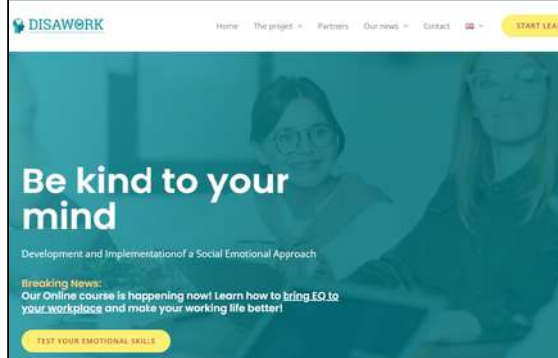 DISAWORK
Home The projet Partners Our news Contact START LEA
Be kind to your
mind
Development and Implementationof a Social Emotional Approach
Breaking News:
Our Online course is happening now! Learn how to bring EQ to
your workplace and make your working life better!
TEST YOUR EMOTIONAL SKILLS